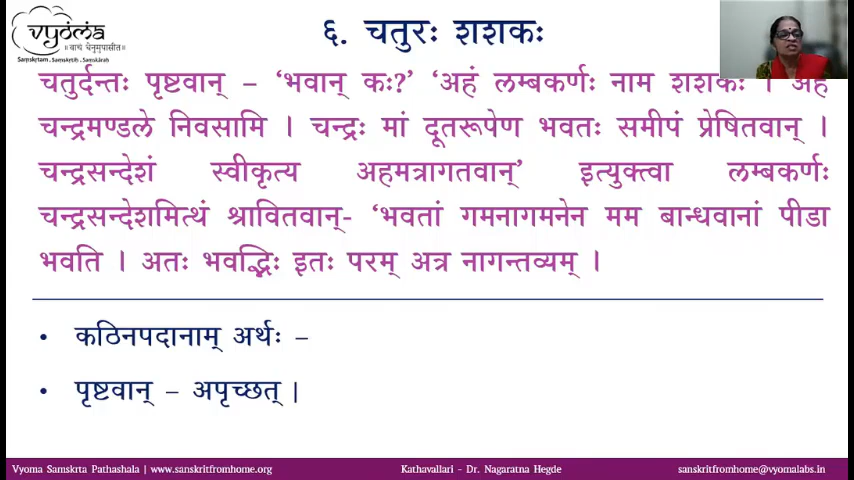 vyoma
॥ वाचं धेनुमुपासीत ॥
Samskrtam . Samskrtih . Samskarah
६. चतुरः शशकः
चतुर्दन्तः पृष्टवान् – 'भवान् कः?' 'अहं लम्बकर्णः नाम शशकः । अहं
चन्द्रमण्डले निवसामि । चन्द्रः मां दूतरूपेण भवतः समीपं प्रेषितवान् ।
चन्द्रसन्देशं स्वीकृत्य अहमत्रागतवान्' इत्युक्त्वा लम्बकर्णः
चन्द्रसन्देशमित्थं श्रावितवान्- 'भवतां गमनागमनेन मम बान्धवानां पीडा
भवति । अतः भवद्भिः इतः परम् अत्र नागन्तव्यम् ।
• कठिनपदानाम् अर्थः –
• पृष्टवान् – अपृच्छत् |
Vyoma Samskrta Pathashala | www.sanskritfromhome.org
Kathavallari – Dr. Nagaratna Hegde
sanskritfromhome@vyomalabs.in